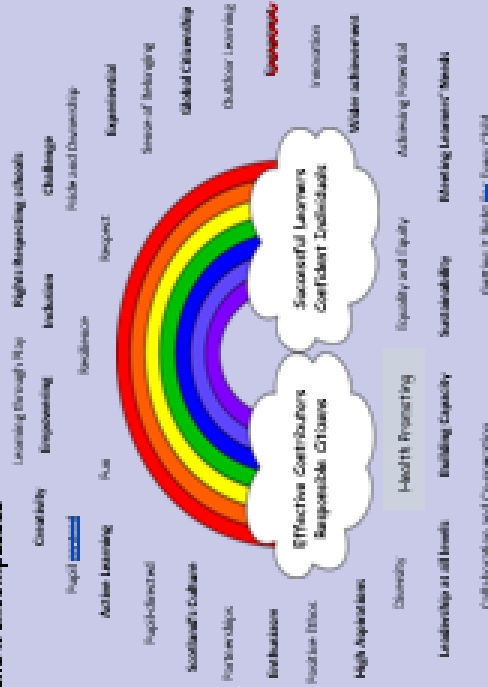 Learning through Play
Rights Respecting schools
Creativity
Empowering
Inclusion
Challenge
Pupil
Pride and Ownership
Resilience
Active Learning
Fun
Respect
Experiential
Pupil-directed
Sense of Belonging
Scotland's Culture
Global Citizenship
Partnerships
Outdoor Learning
Enthusiasm
Positive Ethos
Innovation
High Aspirations
Wider achievement
Effective Contributors
Responsible Citizens
Successful Learners
Confident Individuals
Diversity
Health Promoting
Equality and Equity
Achieving Potential
Leadership at all levels
Building Capacity
Sustainability
Meeting Learners' Needs